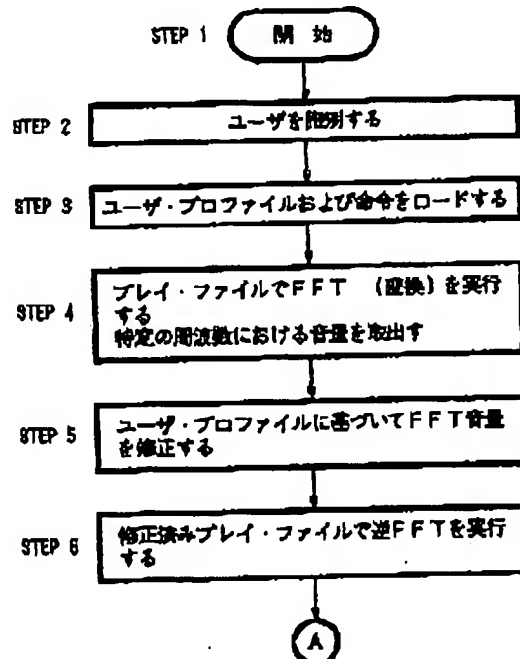 STEP 1 開始
STEP 2 ユーザを識別する
STEP 3 ユーザ・プロファイルおよび命令をロードする
STEP 4 プレイ・ファイルでFFT (変換)を実行
する
特定の周波数における音量を取出す
STEP 5 ユーザ・プロファイルに基づいてFFT音量
を修正する
STEP 6 修正済みプレイ・ファイルで逆FFTを実行
する
A